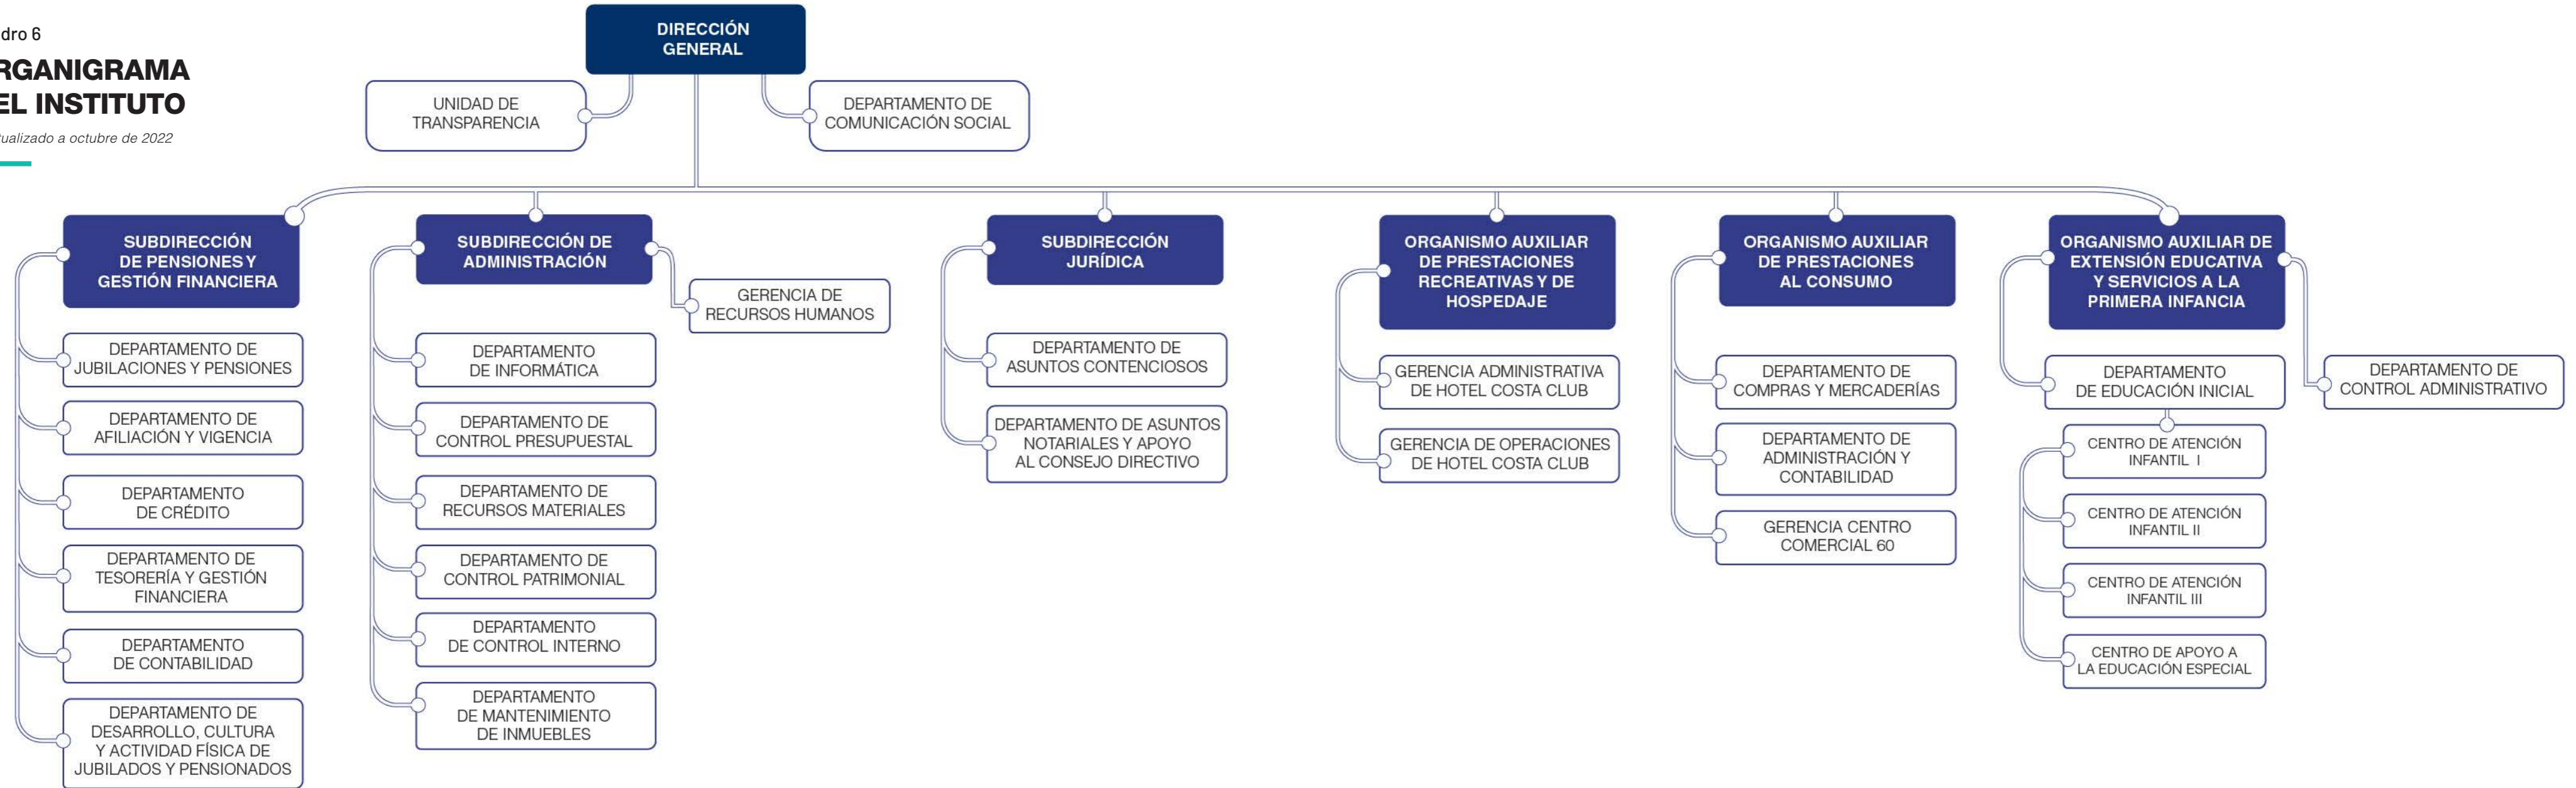 dro 6
RGANIGRAMA
EL INSTITUTO
tualizado a octubre de 2022
DIRECCIÓN
GENERAL
UNIDAD DE
TRANSPARENCIA
DEPARTAMENTO DE
COMUNICACIÓN SOCIAL
SUBDIRECCIÓN
DE PENSIONES Y
GESTIÓN FINANCIERA
DEPARTAMENTO DE
JUBILACIONES Y PENSIONES
DEPARTAMENTO DE
AFILIACIÓN Y VIGENCIA
DEPARTAMENTO
DE CRÉDITO
DEPARTAMENTO DE
TESORERÍA Y GESTIÓN
FINANCIERA
DEPARTAMENTO
DE CONTABILIDAD
DEPARTAMENTO DE
DESARROLLO, CULTURA
Y ACTIVIDAD FÍSICA DE
JUBILADOS Y PENSIONADOS
SUBDIRECCIÓN DE
ADMINISTRACIÓN
GERENCIA DE
RECURSOS HUMANOS
DEPARTAMENTO
DE INFORMÁTICA
DEPARTAMENTO DE
CONTROL PRESUPUESTAL
DEPARTAMENTO DE
RECURSOS MATERIALES
DEPARTAMENTO DE
CONTROL PATRIMONIAL
DEPARTAMENTO
DE CONTROL INTERNO
DEPARTAMENTO
DE MANTENIMIENTO
DE INMUEBLES
SUBDIRECCIÓN
JURÍDICA
DEPARTAMENTO DE
ASUNTOS CONTENCIOSOS
DEPARTAMENTO DE ASUNTOS
NOTARIALES Y APOYO
AL CONSEJO DIRECTIVO
ORGANISMO AUXILIAR
DE PRESTACIONES
RECREATIVAS Y DE
HOSPEDAJE
GERENCIA ADMINISTRATIVA
DE HOTEL COSTA CLUB
GERENCIA DE OPERACIONES
DE HOTEL COSTA CLUB
ORGANISMO AUXILIAR
DE PRESTACIONES
AL CONSUMO
DEPARTAMENTO DE
COMPRAS Y MERCADERÍAS
DEPARTAMENTO DE
ADMINISTRACIÓN Y
CONTABILIDAD
GERENCIA CENTRO
COMERCIAL 60
ORGANISMO AUXILIAR DE
EXTENSIÓN EDUCATIVA
Y SERVICIOS A LA
PRIMERA INFANCIA
DEPARTAMENTO
DE EDUCACIÓN INICIAL
CENTRO DE ATENCIÓN
INFANTIL I
CENTRO DE ATENCIÓN
INFANTIL II
CENTRO DE ATENCIÓN
INFANTIL III
CENTRO DE APOYO A
LA EDUCACIÓN ESPECIAL
DEPARTAMENTO DE
CONTROL ADMINISTRATIVO